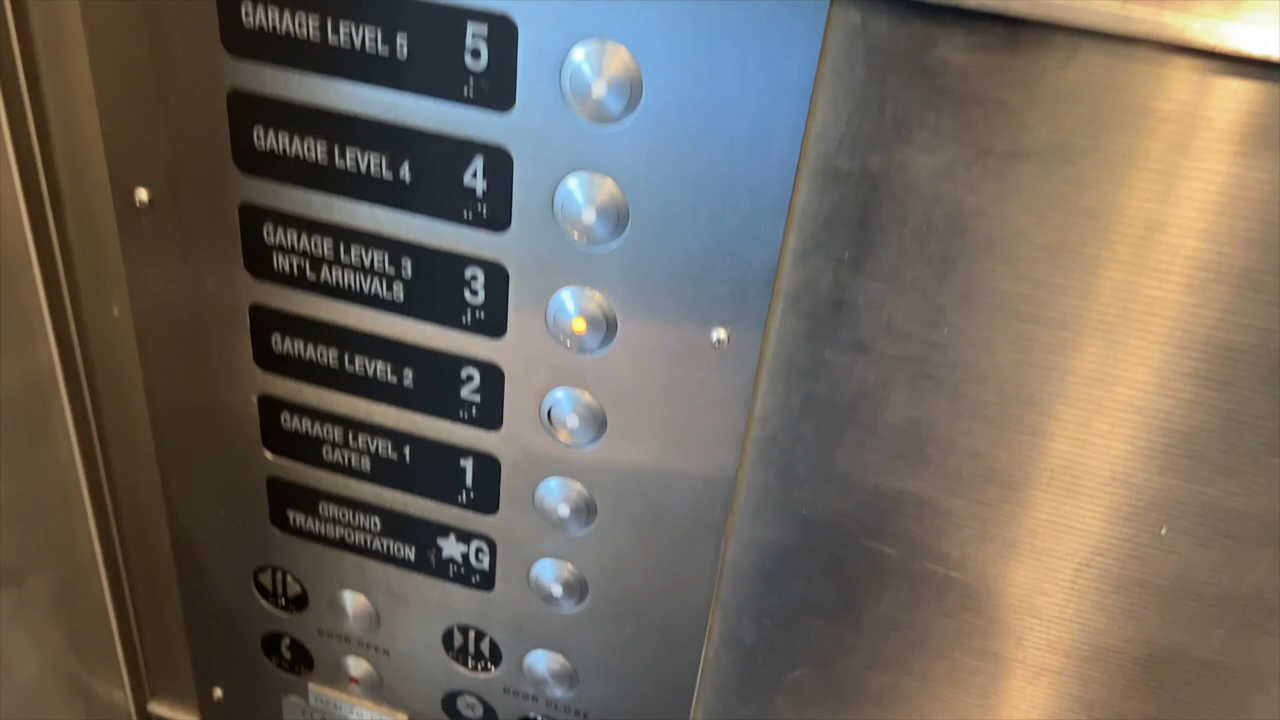 GARAGE LEVEL 5 5
GARAGE LEVEL 4 4
GARAGE LEVEL 3
INT'L ARRIVALS 3
GARAGE LEVEL 2 2
GARAGE LEVEL 1
GATES 1
GROUND
TRANSPORTATION ★G
DOOR OPEN
DOOR CLOSE